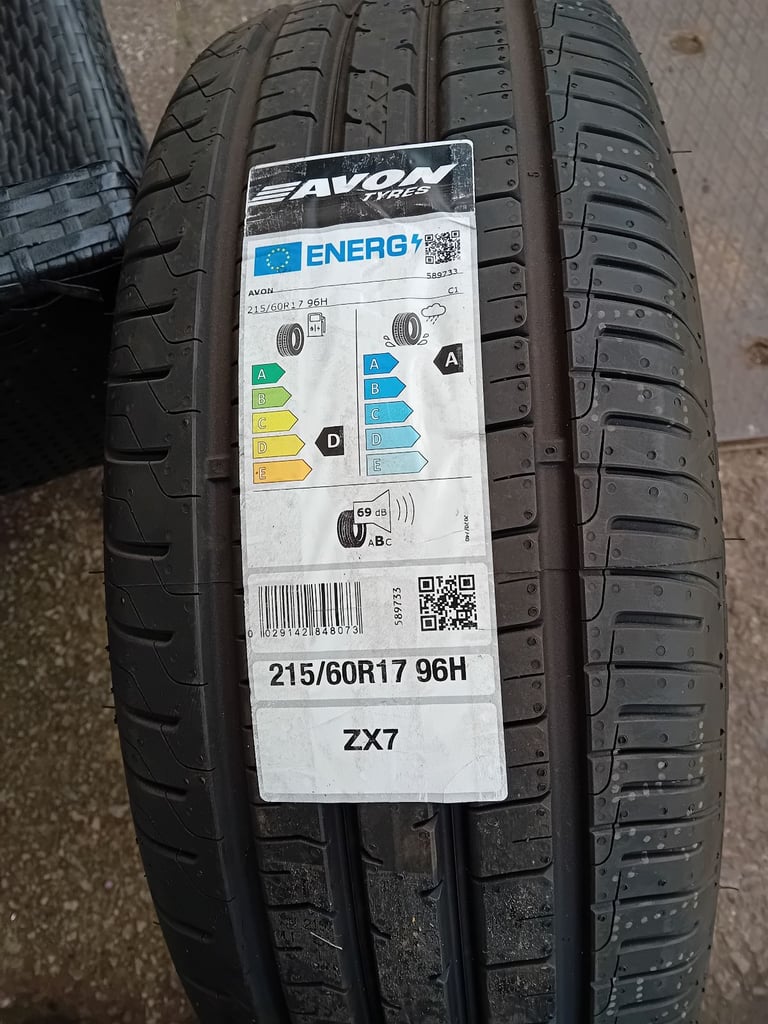 AVON
TYRES
ENERG
589733
AVON
215/60R17 96H
C1
A
B
C
D
E
D
A
B
C
D
E
A
69 dB
ABC
2020/740
589733
0 029142 848073
215/60R17 96H
ZX7